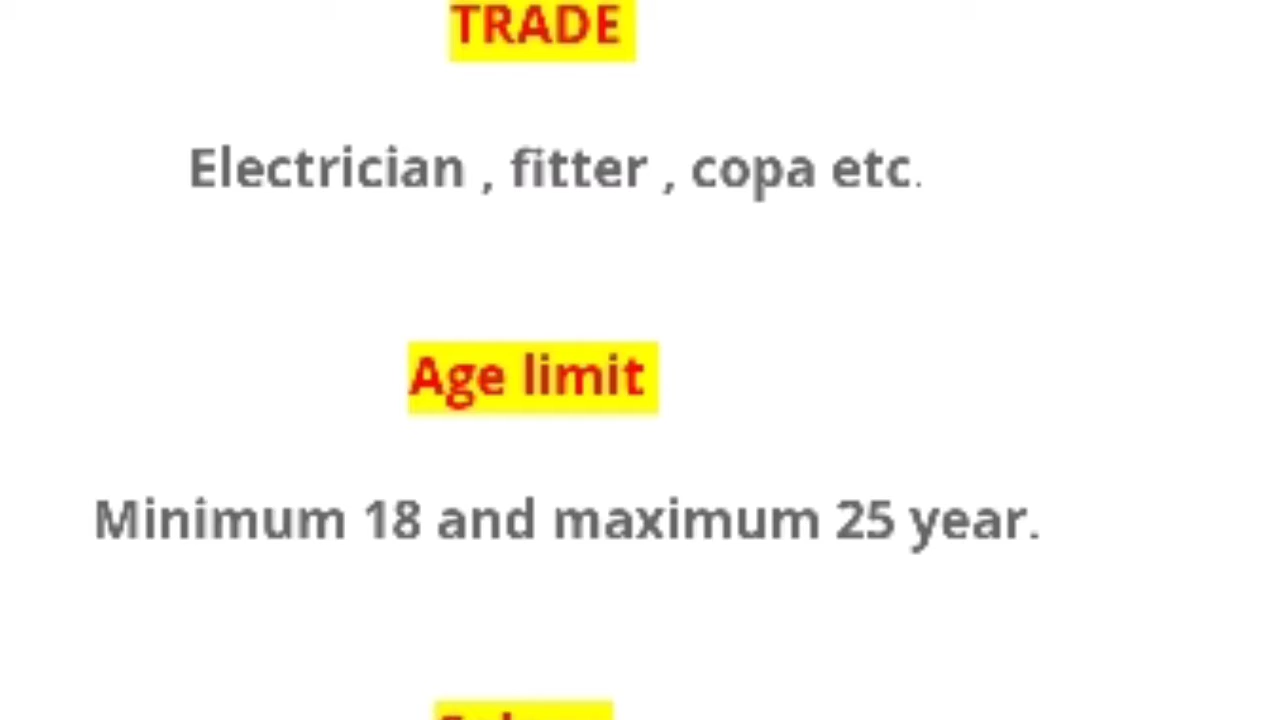 TRADE
Electrician , fitter , copa etc.
Age limit
Minimum 18 and maximum 25 year.